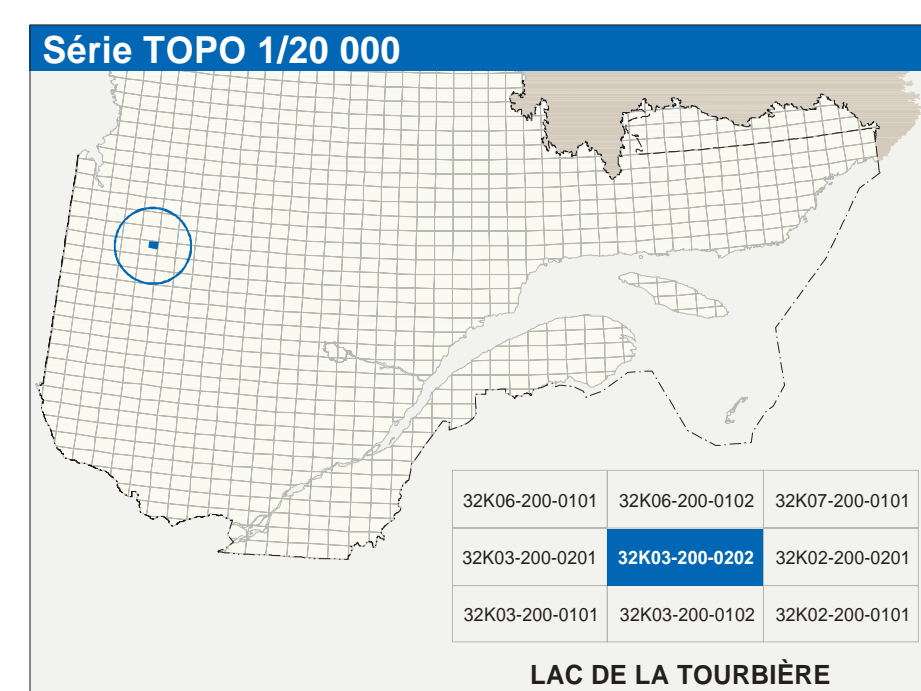 Série TOPO 1/20 000
32K06-200-0101 32K06-200-0102 32K07-200-0101
32K03-200-0201 32K03-200-0202 32K02-200-0201
32K03-200-0101 32K03-200-0102 32K02-200-0101
LAC DE LA TOURBIÈRE